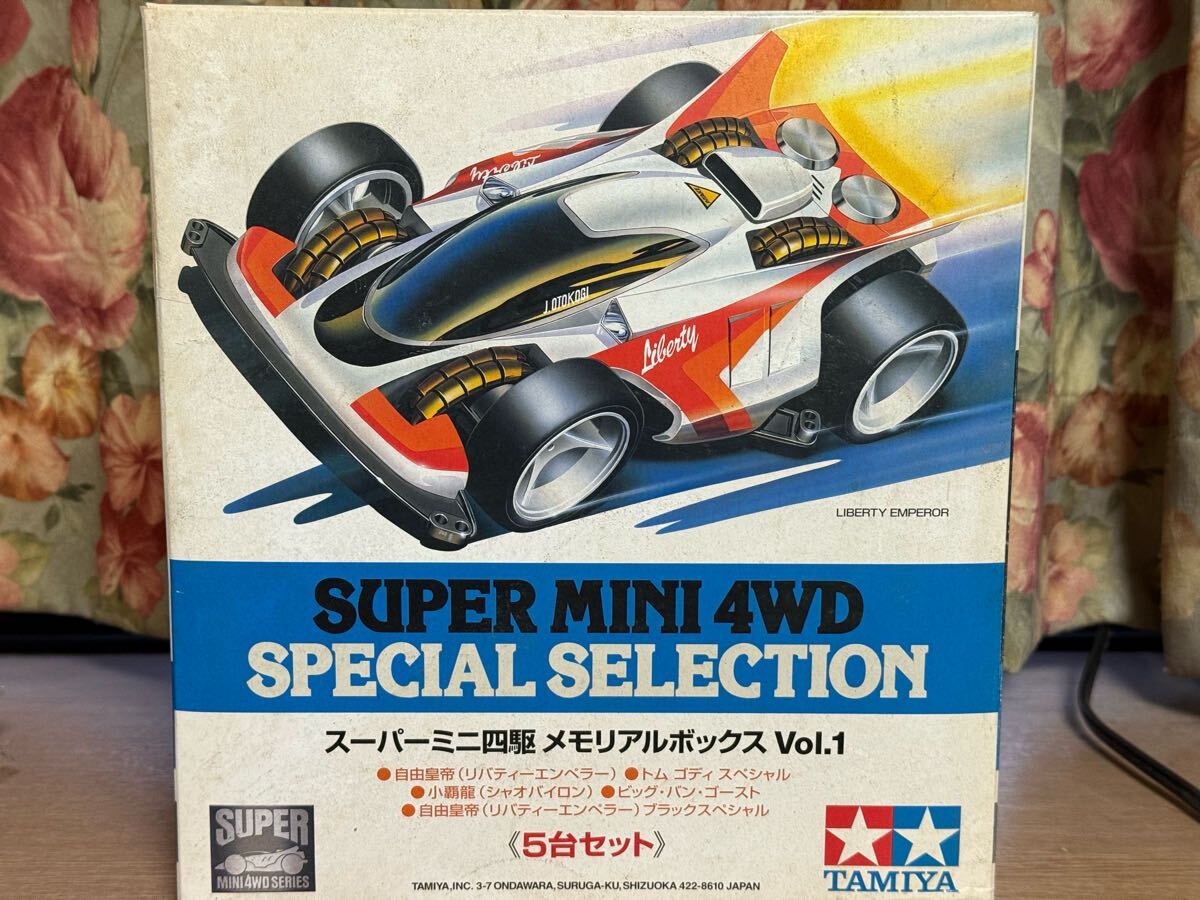 Liberty
J.OTOKOGI
Liberty
LIBERTY EMPEROR
SUPER MINI 4WD
SPECIAL SELECTION
スーパーミニ四駆 メモリアルボックス Vol.1
●自由皇帝(リバティーエンペラー) ●トム ゴディ スペシャル
●小覇龍(シャオパイロン) ●ビッグ・バン・ゴースト
●自由皇帝(リバティーエンペラー)ブラックスペシャル
《5台セット》
SUPER
MINI 4WD SERIES
TAMIYA
TAMIYA,INC. 3-7 ONDAWARA, SURUGA-KU, SHIZUOKA 422-8610 JAPAN